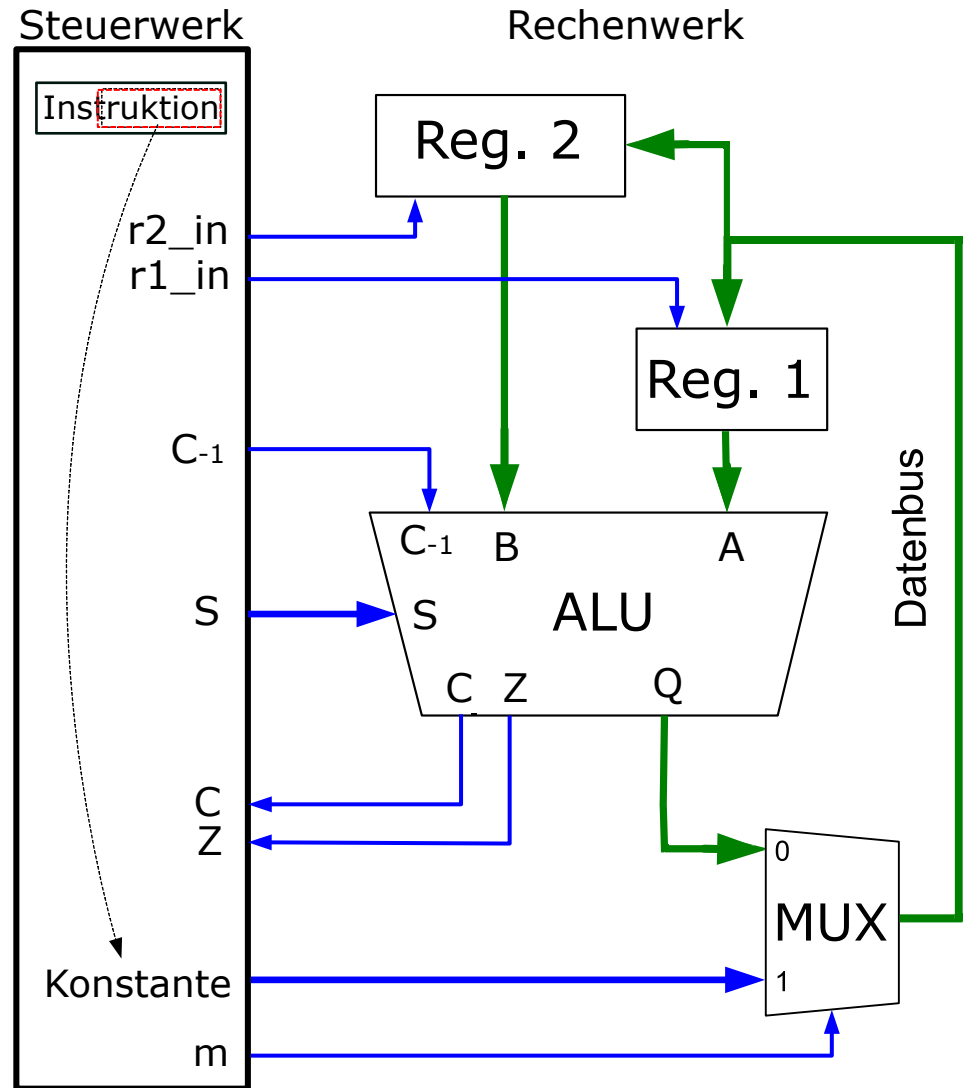 Steuerwerk
Rechenwerk
Instruktion
Reg. 2
r2_in
r1_in
Reg. 1
C-1
C-1
B
A
S
S
ALU
Datenbus
C
Z
Q
C
Z
0
MUX
1
Konstante
m